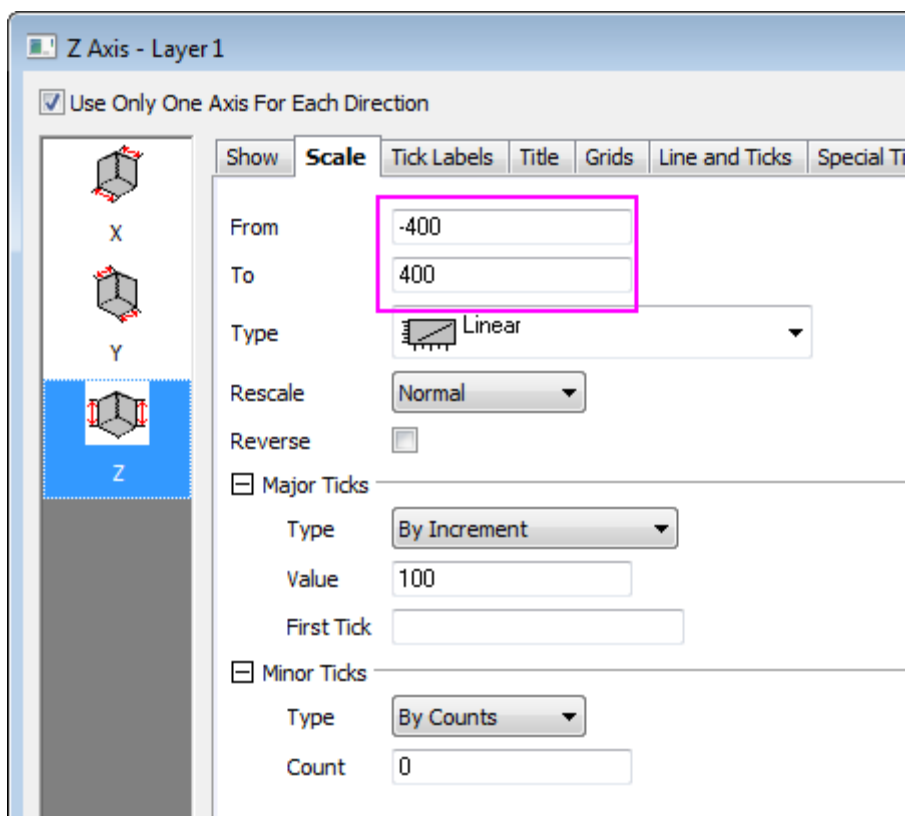 Z Axis - Layer 1
Use Only One Axis For Each Direction
X
Y
Z
Show Scale Tick Labels Title Grids Line and Ticks Special Ti
From -400
To 400
Type Linear
Rescale Normal
Reverse
Major Ticks
Type By Increment
Value 100
First Tick
Minor Ticks
Type By Counts
Count 0